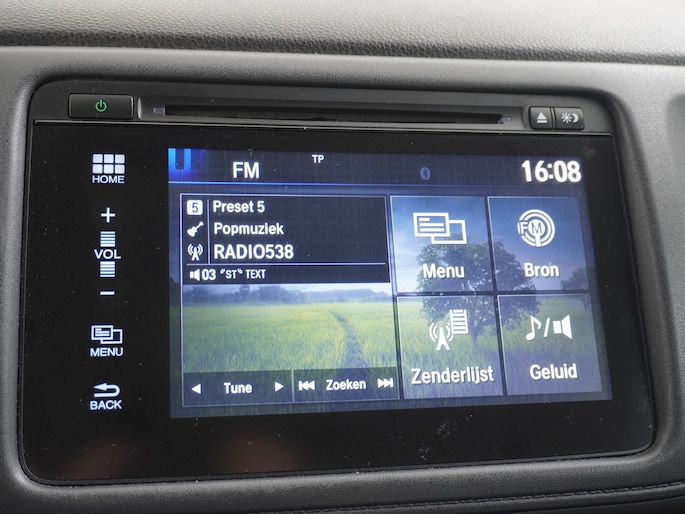 HOME
+
VOL
−
MENU
BACK
FM
TP
16:08
5 Preset 5
Popmuziek
RADIO538
03 "ST" TEXT
Tune
Zoeken
Menu
FM
Bron
Zenderlijst
Geluid